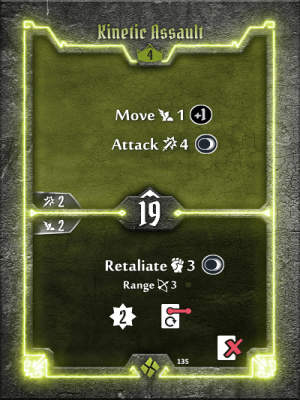 Kinetic Assault
4
Move 1 +1
Attack 4
2
19
2
Retaliate 3
Range 3
2
135